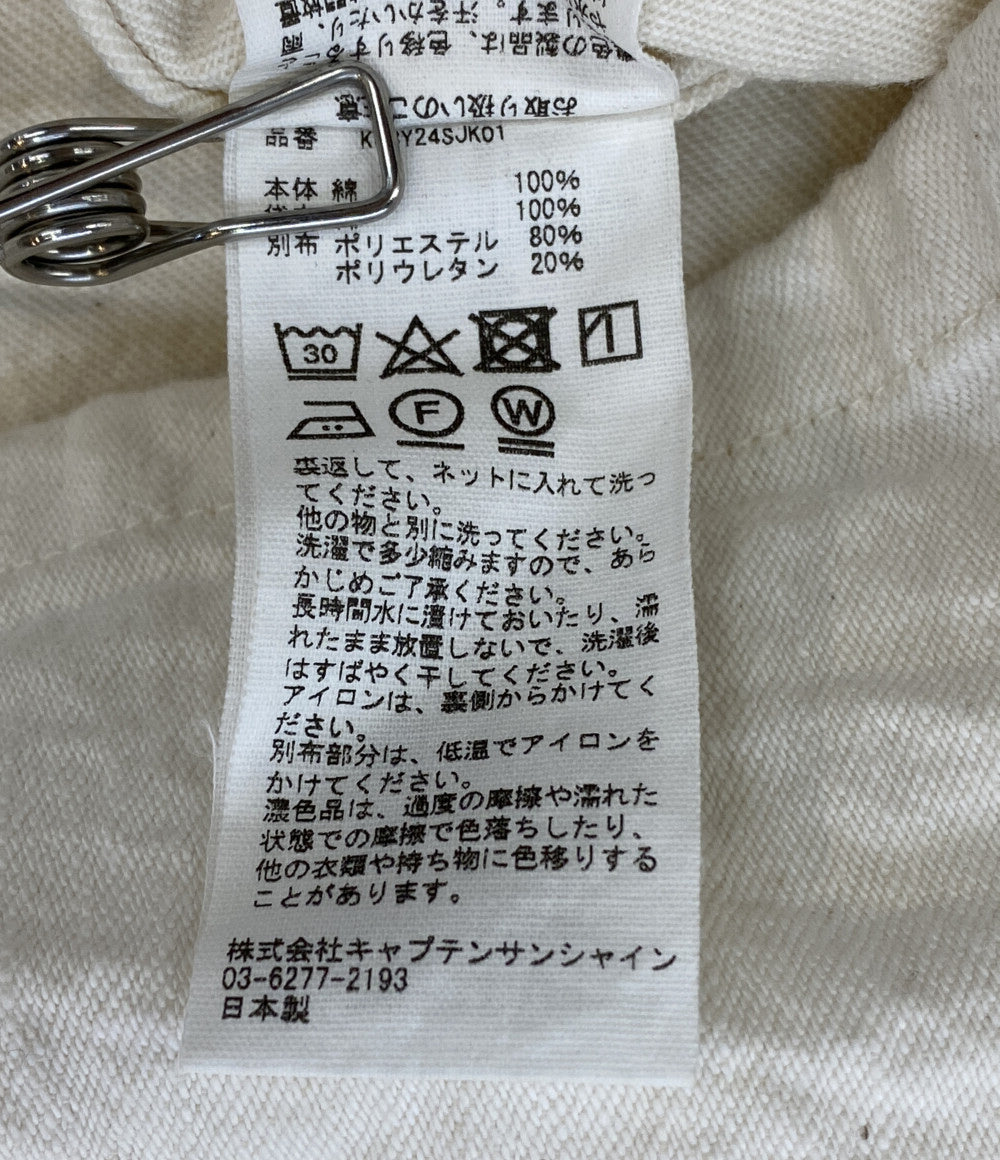 お取り扱いのご注意
品番
Y24SJK01
本体 綿 100%
100%
別布 ポリエステル 80%
ポリウレタン 20%
30
F W
裏返して、ネットに入れて洗っ
てください。
他の物と別に洗ってください。
洗濯で多少縮みますので、あら
かじめご了承ください。
長時間水に漬けておいたり、濡
れたまま放置しないで、洗濯後
はすばやく干してください。
アイロンは、裏側からかけてく
ださい。
別布部分は、低温でアイロンを
かけてください。
濃色品は、過度の摩擦や濡れた
状態での摩擦で色落ちしたり、
他の衣類や持ち物に色移りする
ことがあります。
株式会社キャプテンサンシャイン
03-6277-2193
日本製